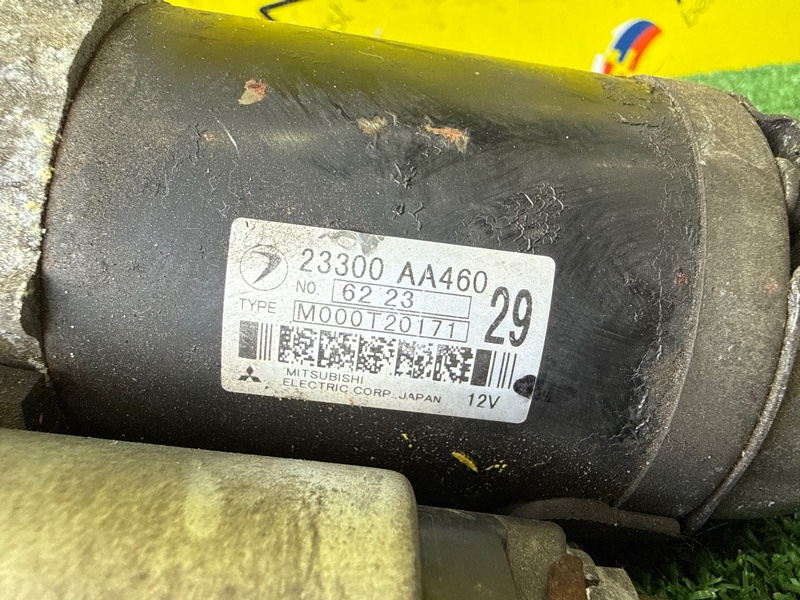 23300 AA460
NO. 62 23
TYPE M000T20171
29
MITSUBISHI
ELECTRIC CORP. JAPAN 12V